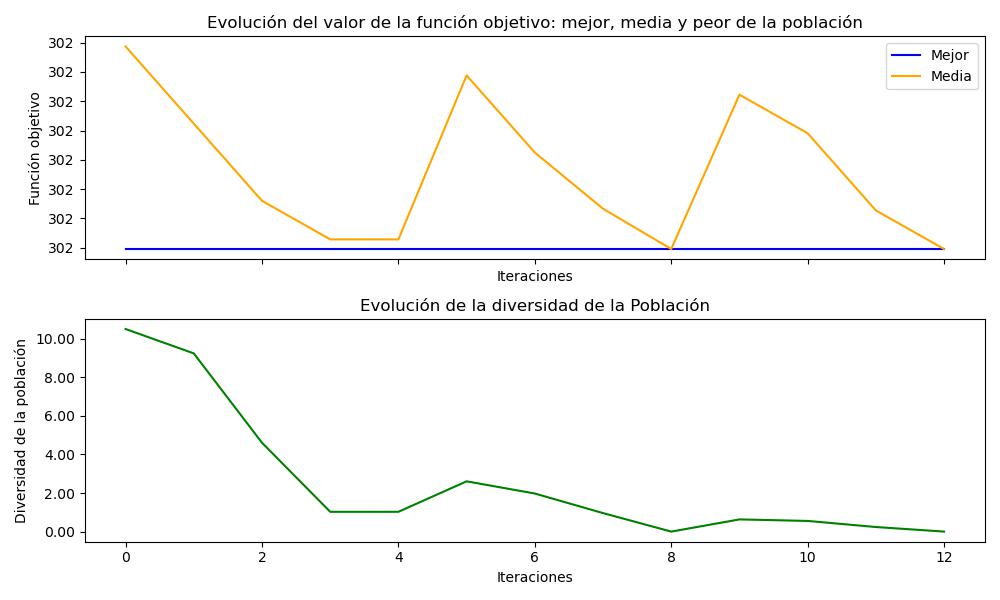 Evolución del valor de la función objetivo: mejor, media y peor de la población
302
302
302
302
302
302
302
302
Función objetivo
Mejor
Media
Iteraciones
Evolución de la diversidad de la Población
10.00
8.00
6.00
4.00
2.00
0.00
Diversidad de la población
0 2 4 6 8 10 12
Iteraciones